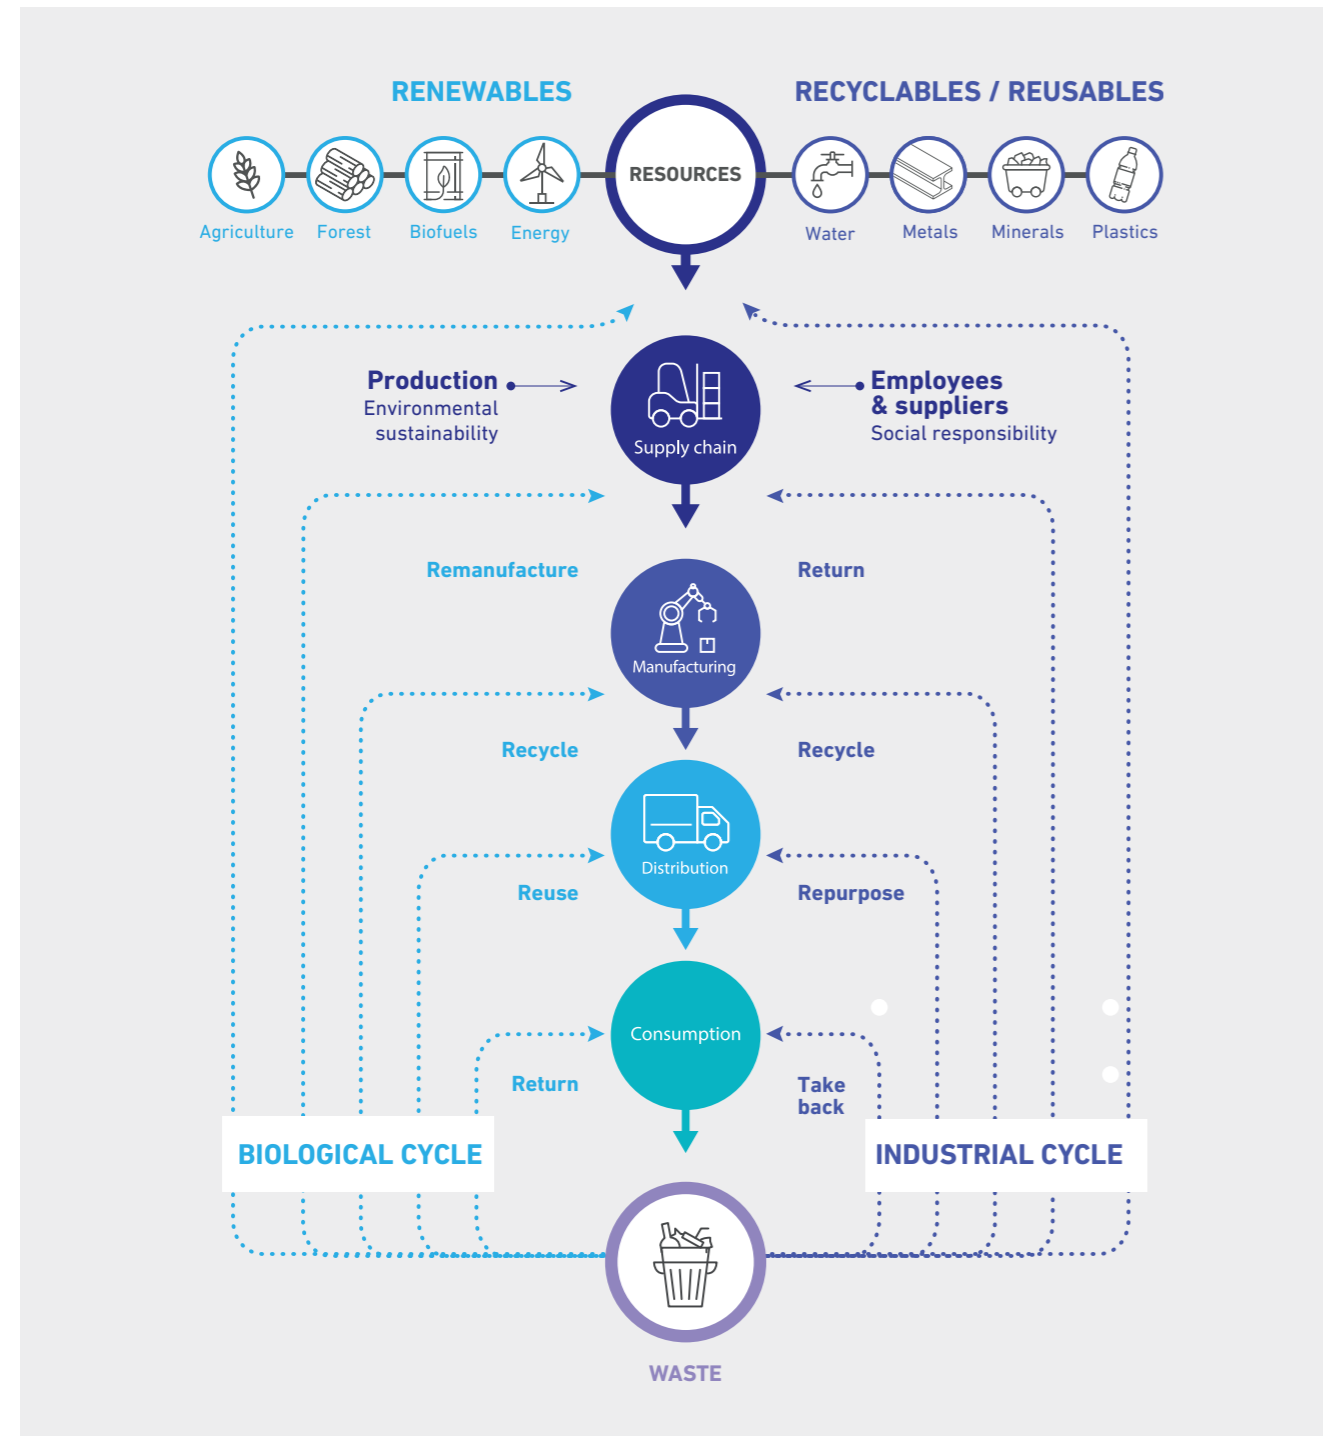 RENEWABLES
RECYCLABLES / REUSABLES
RESOURCES
Agriculture
Forest
Biofuels
Energy
Water
Metals
Minerals
Plastics
Production
Environmental
sustainability
Employees
& suppliers
Social responsibility
Supply chain
Remanufacture
Return
Manufacturing
Recycle
Recycle
Distribution
Reuse
Repurpose
Consumption
Return
Take
back
BIOLOGICAL CYCLE
INDUSTRIAL CYCLE
WASTE